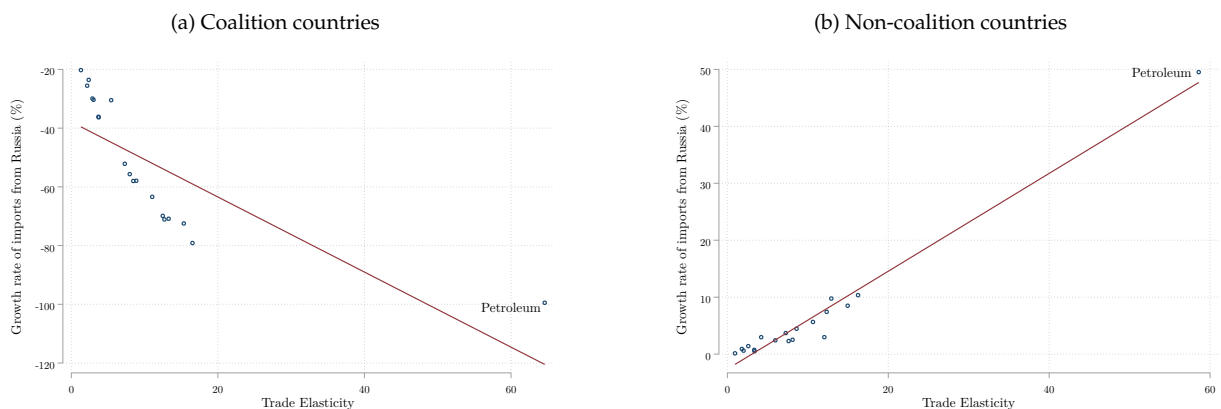 (a) Coalition countries
Growth rate of imports from Russia (%)
-20
-40
-60
-80
-100
-120
Petroleum
0 20 40 60
Trade Elasticity
(b) Non-coalition countries
Growth rate of imports from Russia (%)
50
40
30
20
10
0
Petroleum
0 20 40 60
Trade Elasticity